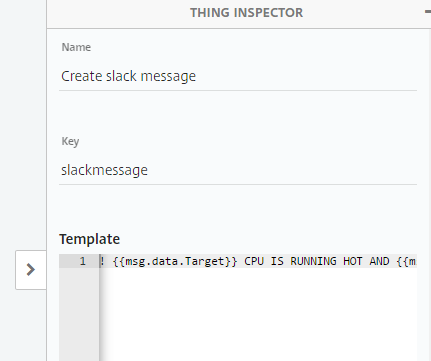 THING INSPECTOR
Name
Create slack message
Key
slackmessage
Template
1 ! {{msg.data.Target}} CPU IS RUNNING HOT AND {{m